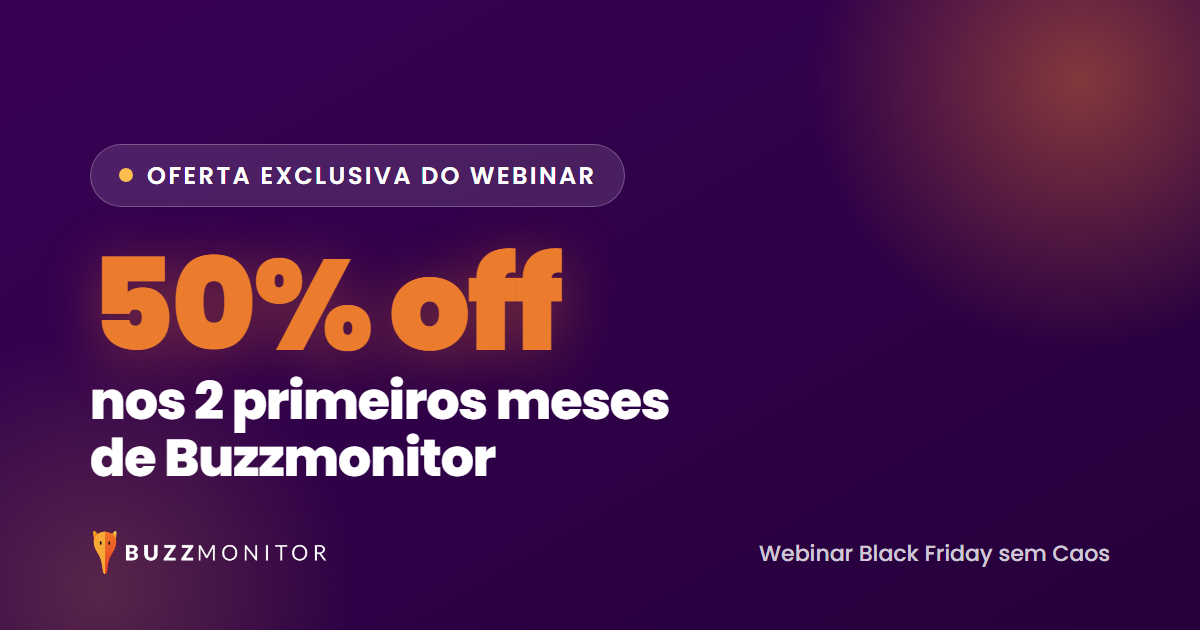 OFERTA EXCLUSIVA DO WEBINAR
50% off
nos 2 primeiros meses
de Buzzmonitor
BUZZMONITOR
Webinar Black Friday sem Caos